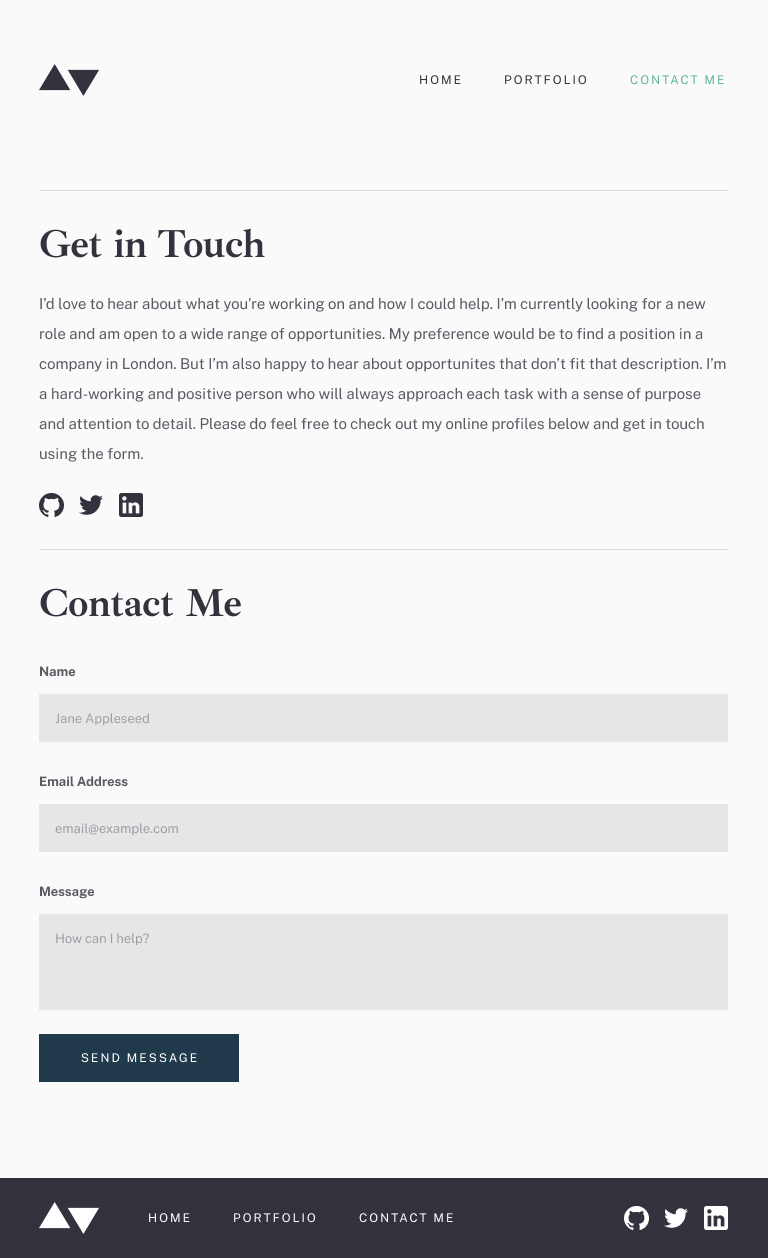 HOME PORTFOLIO CONTACT ME
Get in Touch
I’d love to hear about what you’re working on and how I could help. I’m currently looking for a new
role and am open to a wide range of opportunities. My preference would be to find a position in a
company in London. But I’m also happy to hear about opportunites that don’t fit that description. I’m
a hard-working and positive person who will always approach each task with a sense of purpose
and attention to detail. Please do feel free to check out my online profiles below and get in touch
using the form.
Contact Me
Name
Jane Appleseed
Email Address
email@example.com
Message
How can I help?
SEND MESSAGE
HOME PORTFOLIO CONTACT ME